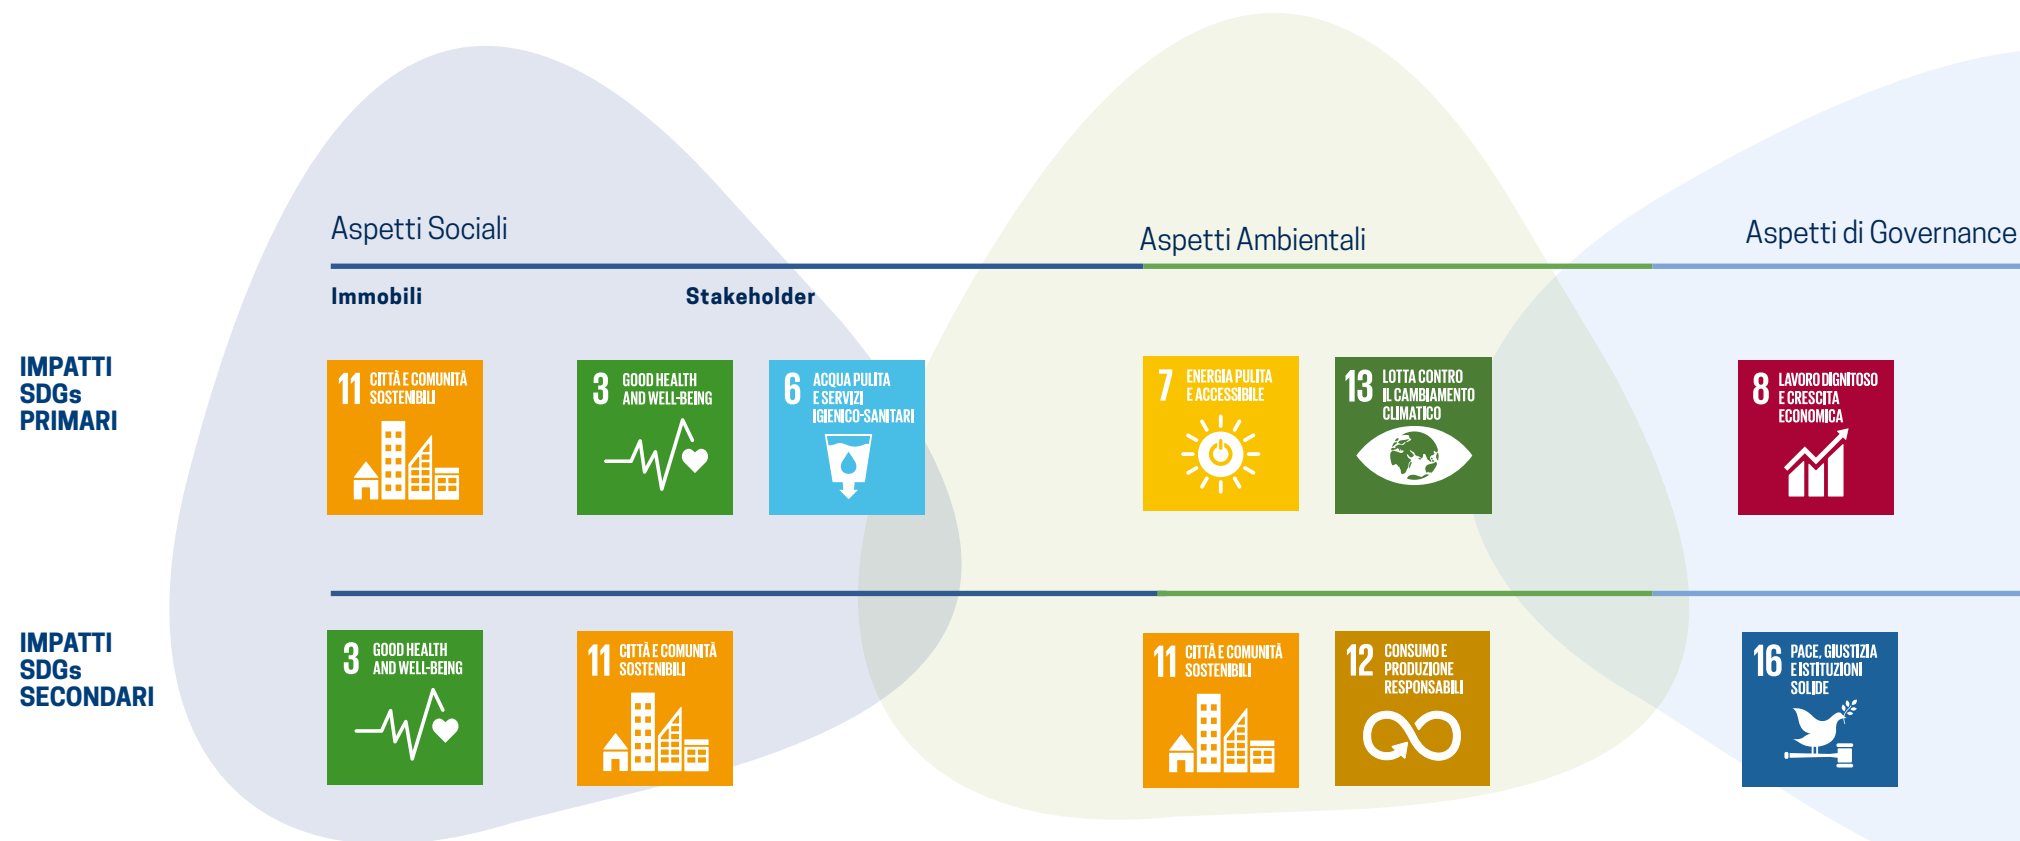 Aspetti Sociali
Aspetti Ambientali
Aspetti di Governance
Immobili
Stakeholder
IMPATTI
SDGs
PRIMARI
11 CITTÀ E COMUNITÀ
SOSTENIBILI
3 GOOD HEALTH
AND WELL-BEING
6 ACQUA PULITA
E SERVIZI
IGIENICO-SANITARI
7 ENERGIA PULITA
E ACCESSIBILE
13 LOTTA CONTRO
IL CAMBIAMENTO
CLIMATICO
8 LAVORO DIGNITOSO
E CRESCITA
ECONOMICA
IMPATTI
SDGs
SECONDARI
3 GOOD HEALTH
AND WELL-BEING
11 CITTÀ E COMUNITÀ
SOSTENIBILI
11 CITTÀ E COMUNITÀ
SOSTENIBILI
12 CONSUMO E
PRODUZIONE
RESPONSABILI
16 PACE, GIUSTIZIA
E ISTITUZIONI
SOLIDE